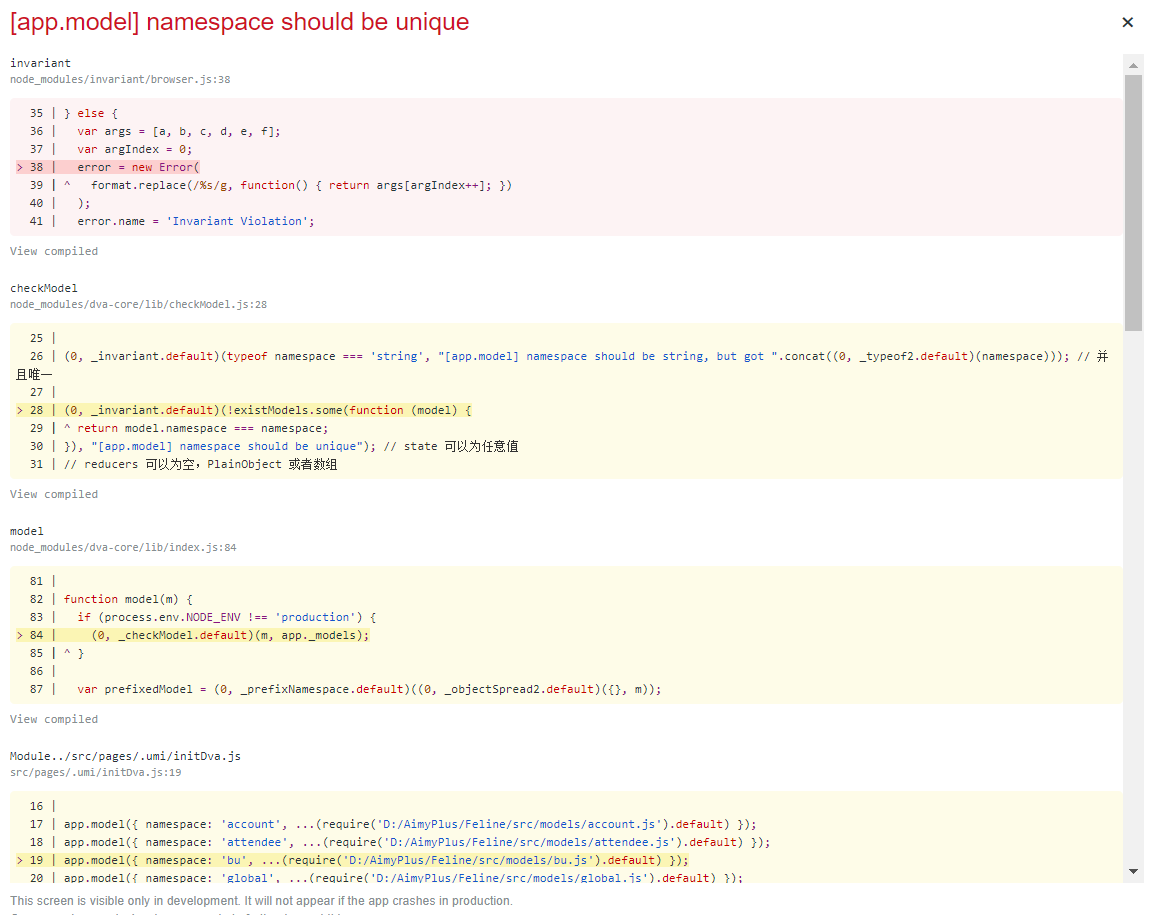 [app.model] namespace should be unique
×
invariant
node_modules/invariant/browser.js:38
35 | } else {
36 |   var args = [a, b, c, d, e, f];
37 |   var argIndex = 0;
> 38 |   error = new Error(
39 | ^   format.replace(/%s/g, function() { return args[argIndex++]; })
40 |   );
41 |   error.name = 'Invariant Violation';
View compiled
checkModel
node_modules/dva-core/lib/checkModel.js:28
25 |
26 | (0, _invariant.default)(typeof namespace === 'string', "[app.model] namespace should be string, but got ".concat((0, _typeof2.default)(namespace))); // 并
且唯一
27 |
> 28 | (0, _invariant.default)(!existModels.some(function (model) {
29 | ^ return model.namespace === namespace;
30 | }), "[app.model] namespace should be unique"); // state 可以为任意值
31 | // reducers 可以为空，PlainObject 或者数组
View compiled
model
node_modules/dva-core/lib/index.js:84
81 |
82 | function model(m) {
83 |   if (process.env.NODE_ENV !== 'production') {
> 84 |     (0, _checkModel.default)(m, app._models);
85 | ^ }
86 |
87 |   var prefixedModel = (0, _prefixNamespace.default)((0, _objectSpread2.default)({}, m));
View compiled
Module../src/pages/.umi/initDva.js
src/pages/.umi/initDva.js:19
16 |
17 | app.model({ namespace: 'account', ...(require('D:/AimyPlus/Feline/src/models/account.js').default) });
18 | app.model({ namespace: 'attendee', ...(require('D:/AimyPlus/Feline/src/models/attendee.js').default) });
> 19 | app.model({ namespace: 'bu', ...(require('D:/AimyPlus/Feline/src/models/bu.js').default) });
20 | app.model({ namespace: 'global', ...(require('D:/AimyPlus/Feline/src/models/global.js').default) });
This screen is visible only in development. It will not appear if the app crashes in production.